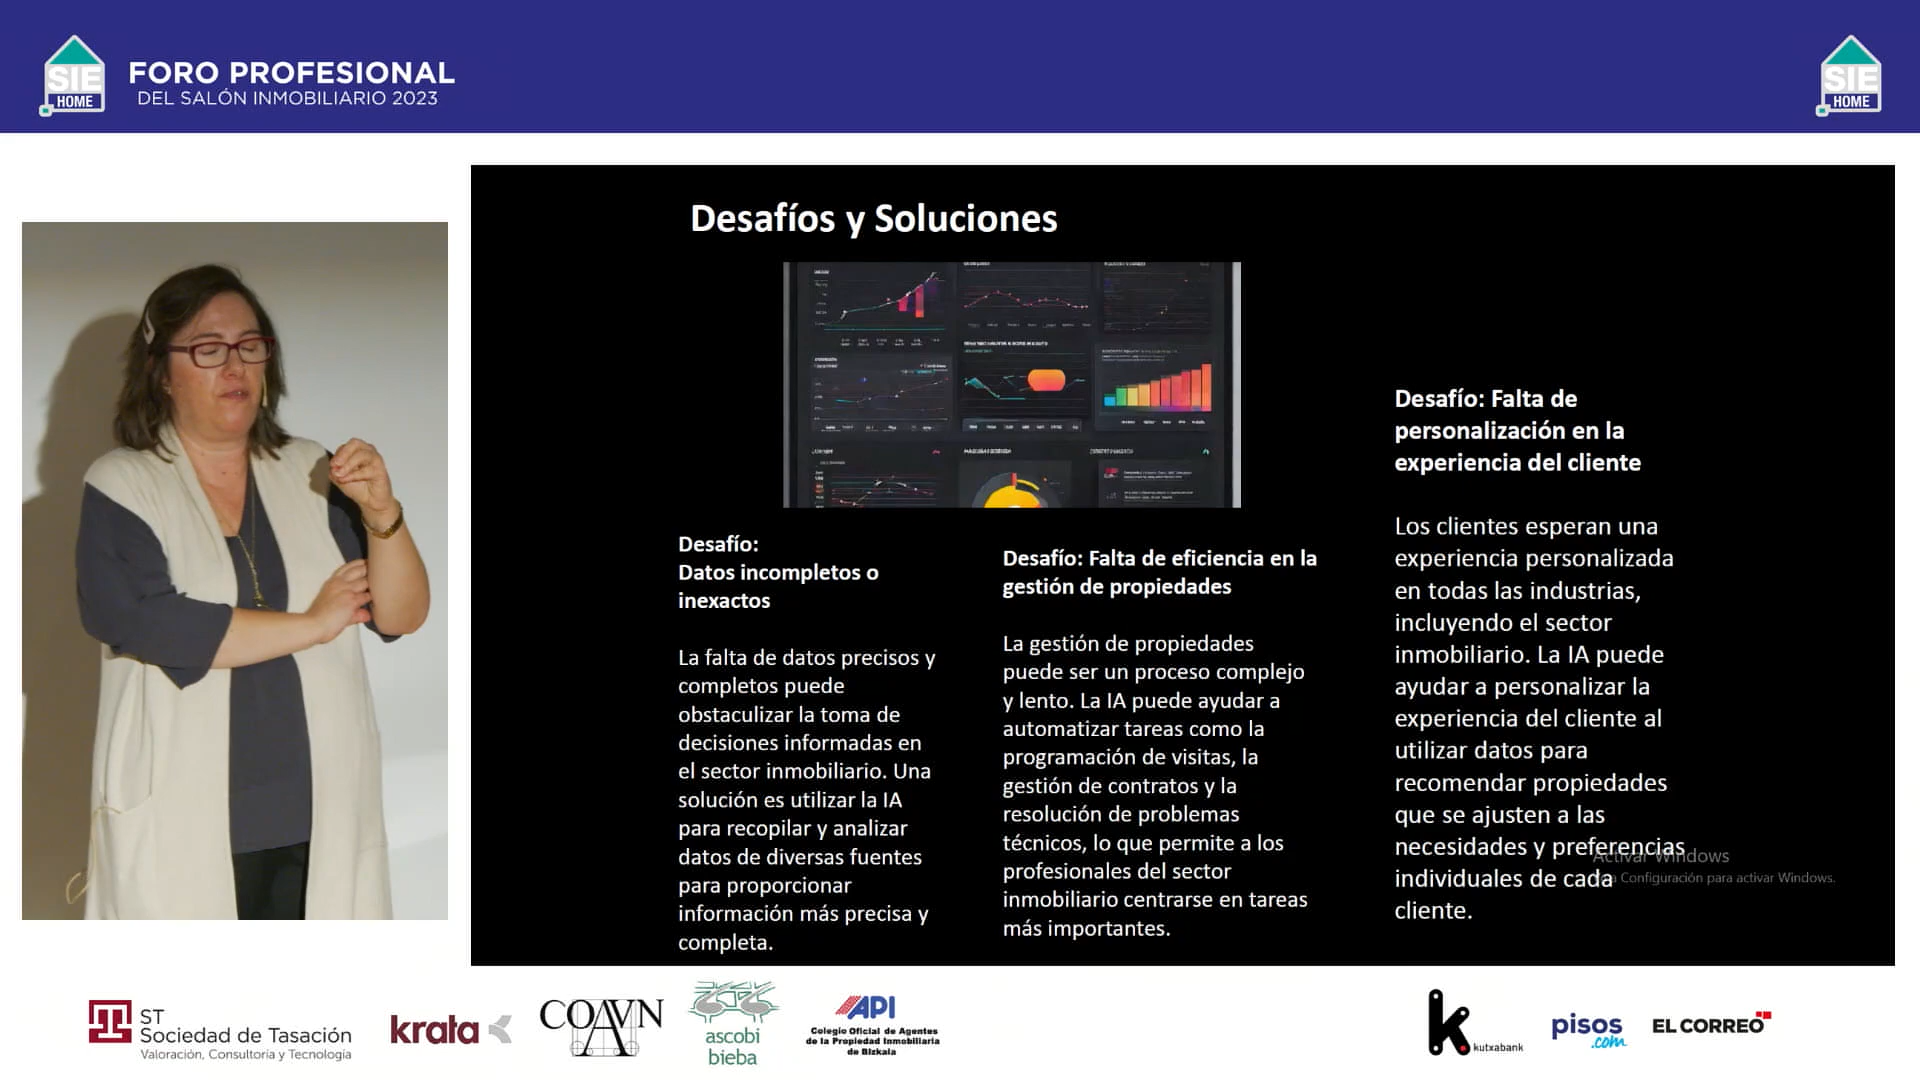 SIE
HOME
FORO PROFESIONAL
DEL SALÓN INMOBILIARIO 2023
SIE
HOME
Desafíos y Soluciones
Desafío:
Datos incompletos o
inexactos
La falta de datos precisos y
completos puede
obstaculizar la toma de
decisiones informadas en
el sector inmobiliario. Una
solución es utilizar la IA
para recopilar y analizar
datos de diversas fuentes
para proporcionar
información más precisa y
completa.
Desafío: Falta de eficiencia en la
gestión de propiedades
La gestión de propiedades
puede ser un proceso complejo
y lento. La IA puede ayudar a
automatizar tareas como la
programación de visitas, la
gestión de contratos y la
resolución de problemas
técnicos, lo que permite a los
profesionales del sector
inmobiliario centrarse en tareas
más importantes.
Desafío: Falta de
personalización en la
experiencia del cliente
Los clientes esperan una
experiencia personalizada
en todas las industrias,
incluyendo el sector
inmobiliario. La IA puede
ayudar a personalizar la
experiencia del cliente al
utilizar datos para
recomendar propiedades
que se ajusten a las
necesidades y preferencias
individuales de cada
cliente.
Activar Windows
a Configuración para activar Windows.
ST
Sociedad de Tasación
Valoración, Consultoría y Tecnología
krata
COAVN
ascobi
bieba
API
Colegio Oficial de Agentes
de la Propiedad Inmobiliaria
de Bizkaia
k
kutxabank
pisos
.com
EL CORREO